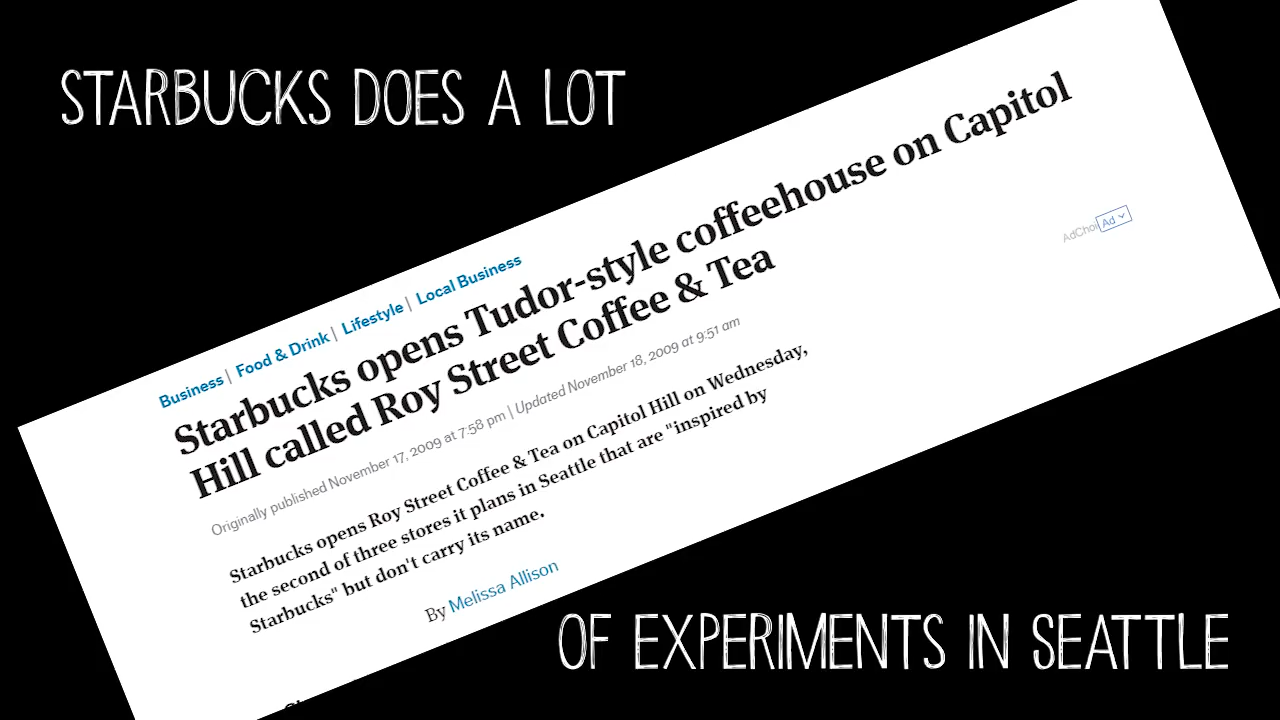 STARBUCKS DOES A LOT
Business | Food & Drink | Lifestyle | Local Business
Starbucks opens Tudor-style coffeehouse on Capitol
Hill called Roy Street Coffee & Tea
AdChoi
Ad
Originally published November 17, 2009 at 7:58 pm | Updated November 18, 2009 at 9:51 am
Starbucks opens Roy Street Coffee & Tea on Capitol Hill on Wednesday,
the second of three stores it plans in Seattle that are "inspired by
Starbucks" but don't carry its name.
By Melissa Allison
OF EXPERIMENTS IN SEATTLE